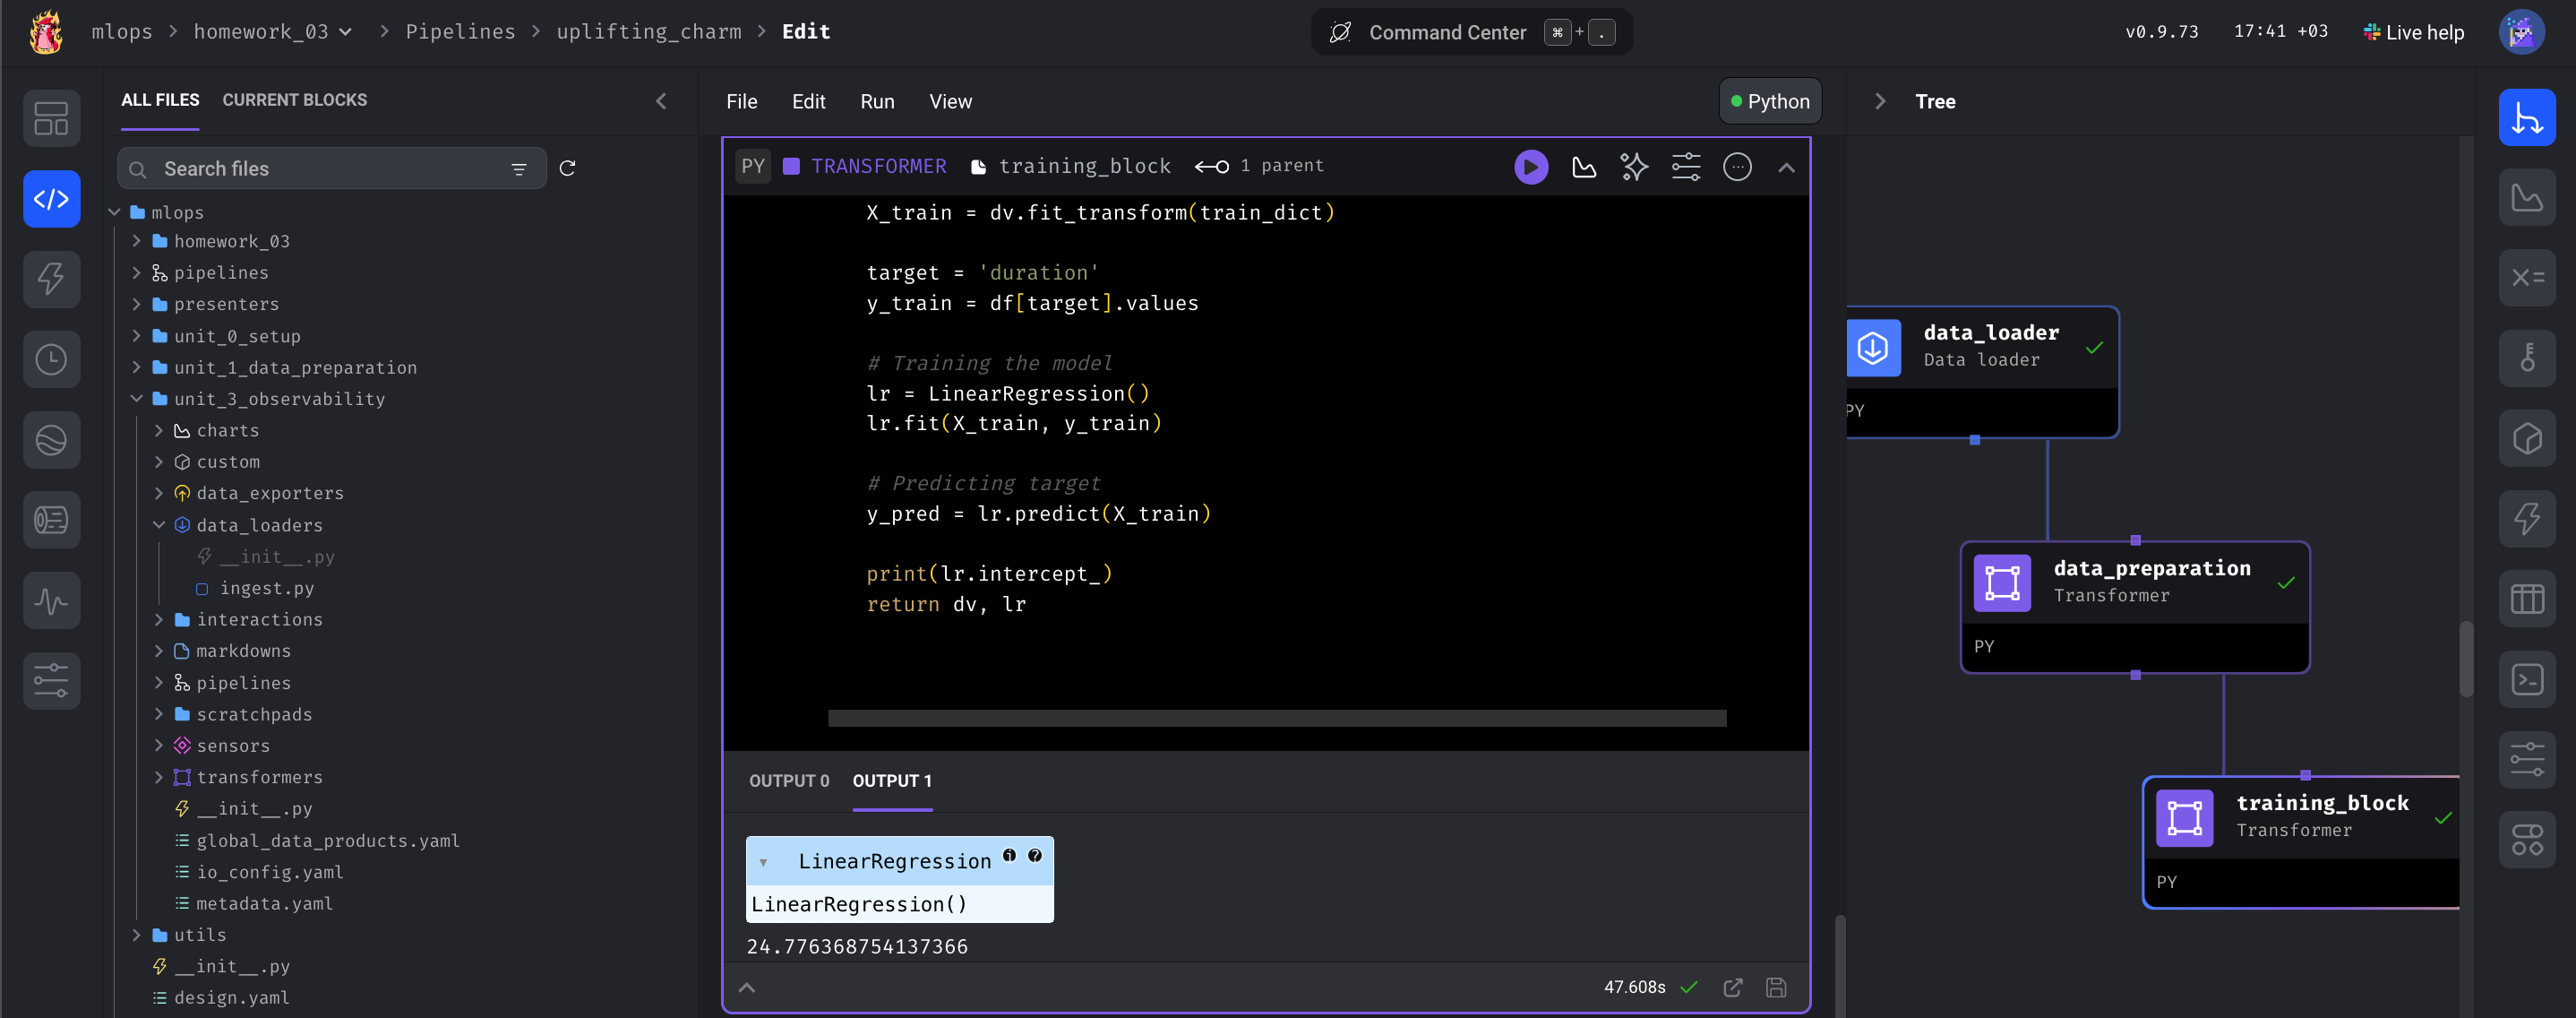 mlops > homework_03 > Pipelines > uplifting_charm > Edit
Command Center ⌘ + .
v0.9.73 17:41 +03 Live help
ALL FILES CURRENT BLOCKS
Search files
mlops
homework_03
pipelines
presenters
unit_0_setup
unit_1_data_preparation
unit_3_observability
charts
custom
data_exporters
data_loaders
__init__.py
ingest.py
interactions
markdowns
pipelines
scratchpads
sensors
transformers
__init__.py
global_data_products.yaml
io_config.yaml
metadata.yaml
utils
__init__.py
design.yaml
File Edit Run View
Python
PY TRANSFORMER training_block 1 parent
X_train = dv.fit_transform(train_dict)
target = 'duration'
y_train = df[target].values
# Training the model
lr = LinearRegression()
lr.fit(X_train, y_train)
# Predicting target
y_pred = lr.predict(X_train)
print(lr.intercept_)
return dv, lr
OUTPUT 0 OUTPUT 1
LinearRegression i ?
LinearRegression()
24.776368754137366
47.608s
Tree
data_loader
Data loader
PY
data_preparation
Transformer
PY
training_block
Transformer
PY